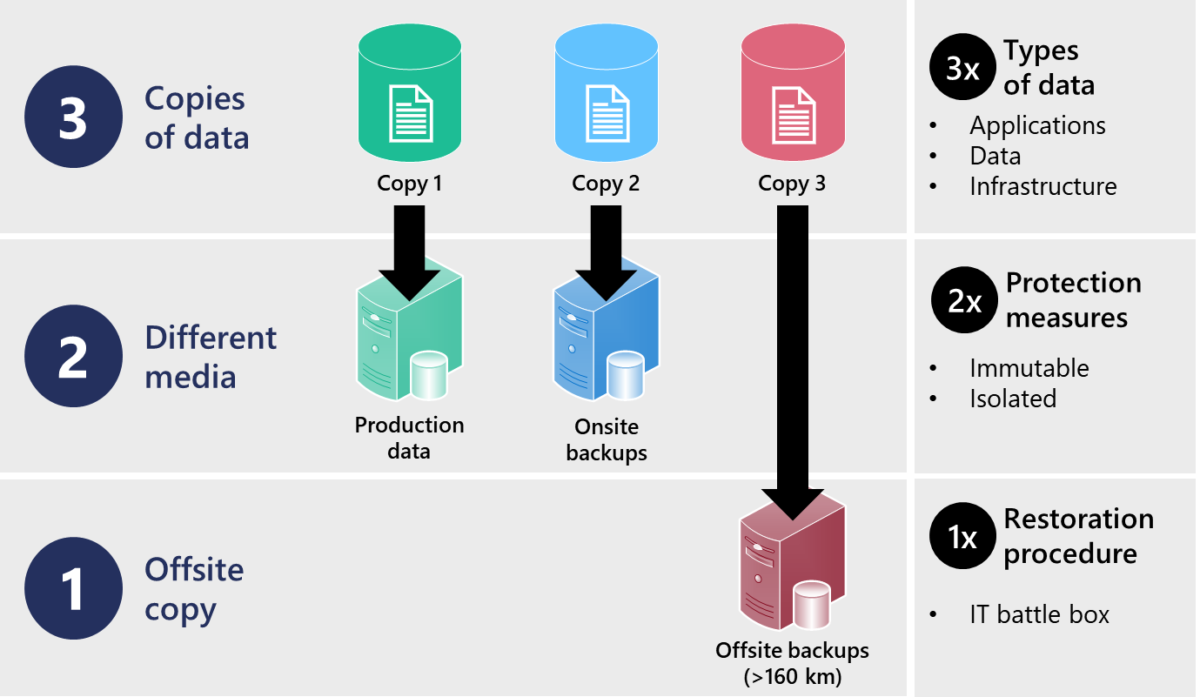 3
Copies
of data
Copy 1
Copy 2
Copy 3
3x
Types
of data
• Applications
• Data
• Infrastructure
2
Different
media
Production
data
Onsite
backups
2x
Protection
measures
• Immutable
• Isolated
1
Offsite
copy
Offsite backups
(>160 km)
1x
Restoration
procedure
• IT battle box